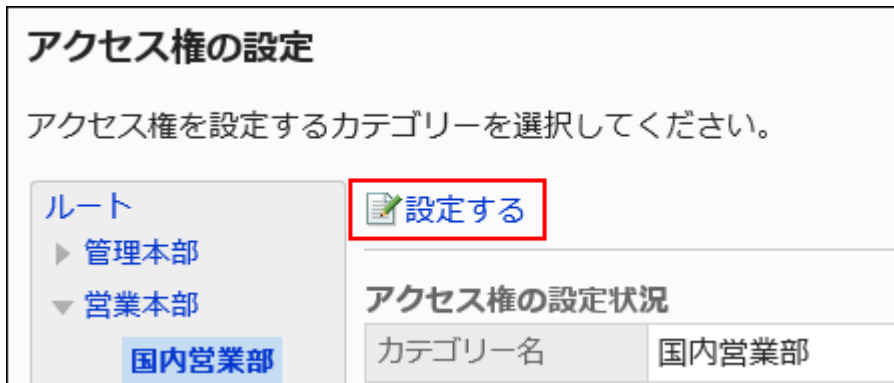 アクセス権の設定
アクセス権を設定するカテゴリーを選択してください。
ルート
管理本部
営業本部
国内営業部
設定する
アクセス権の設定状況
カテゴリー名 国内営業部